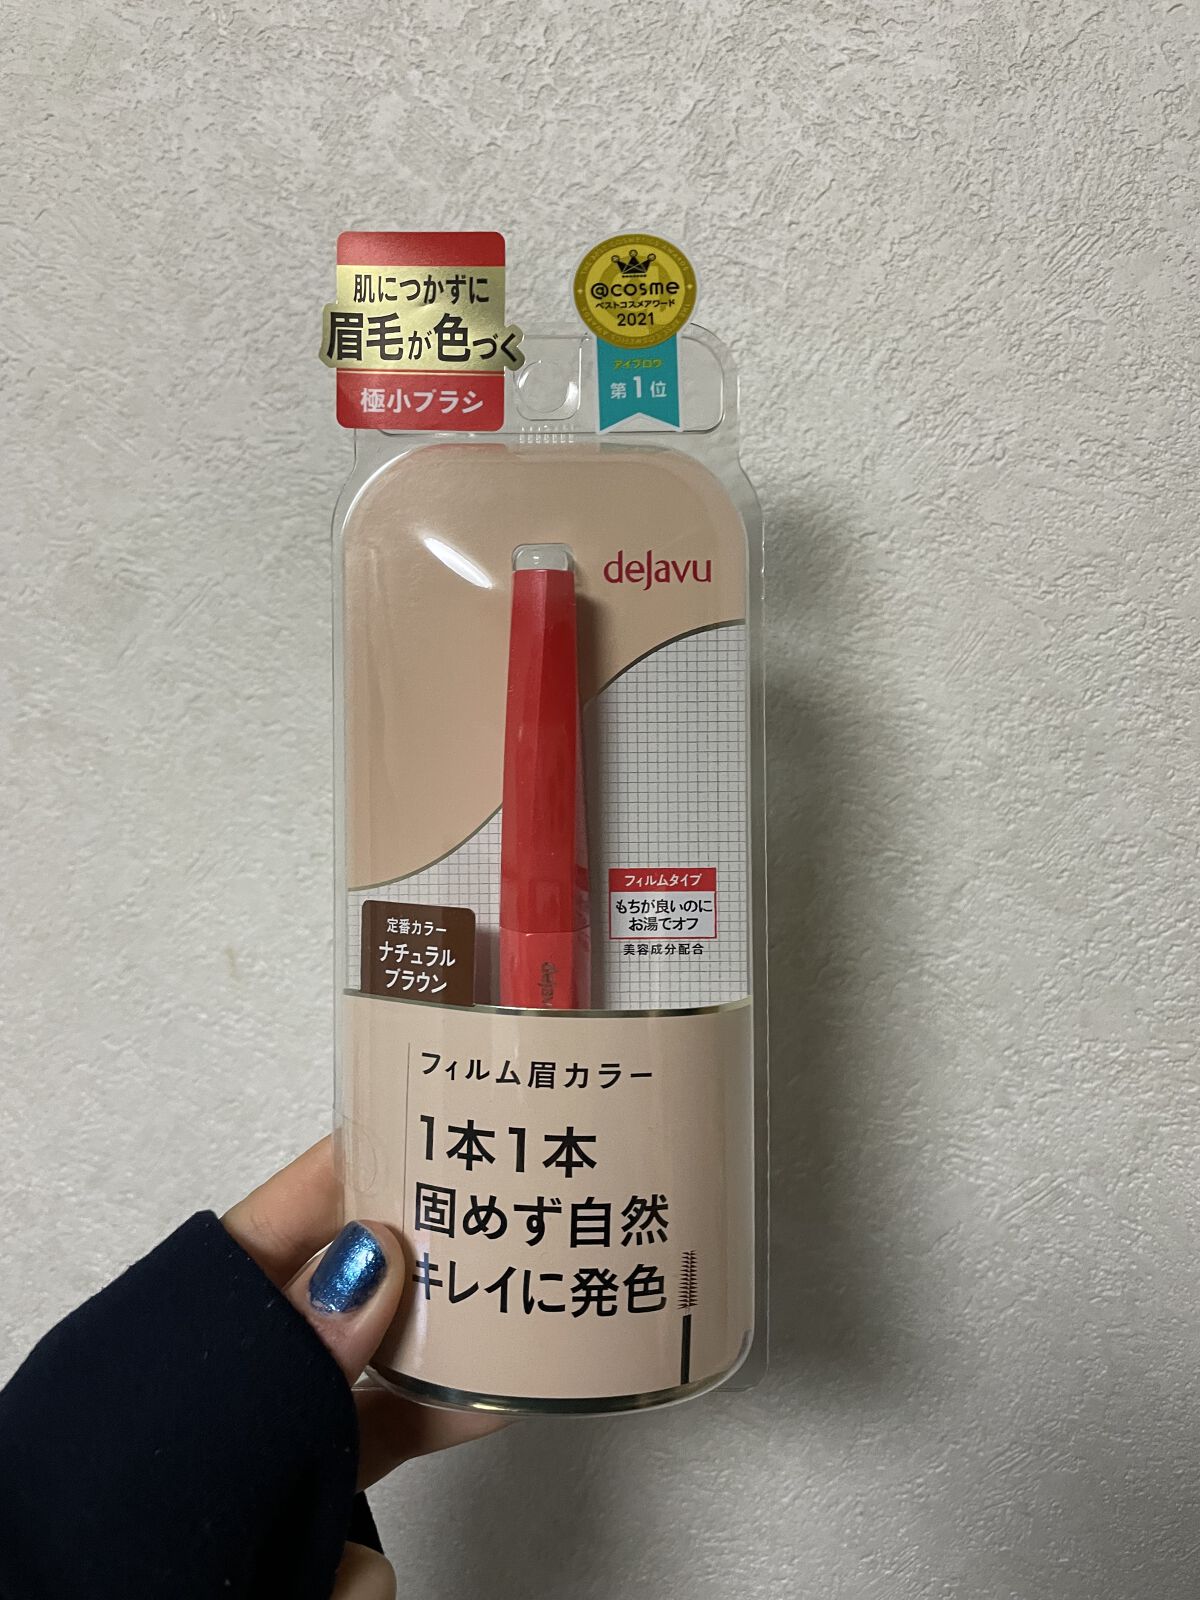 肌につかずに
眉毛が色づく
極小ブラシ
@cosme
ベストコスメアワード
2021
アイブロウ
第1位
deJavu
フィルムタイプ
もちが良いのに
お湯でオフ
美容成分配合
定番カラー
ナチュラル
ブラウン
フィルム眉カラー
1本1本
固めず自然
キレイに発色